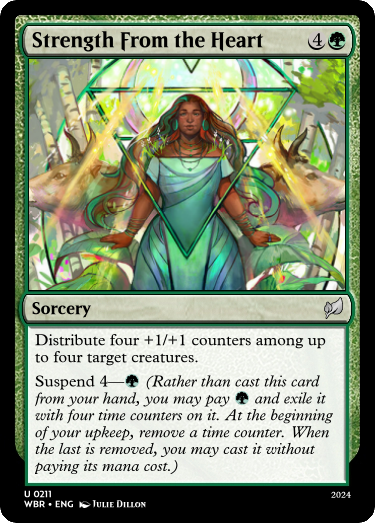 Strength From the Heart 4
Sorcery
Distribute four +1/+1 counters among up
to four target creatures.
Suspend 4— (Rather than cast this card
from your hand, you may pay and exile it
with four time counters on it. At the beginning
of your upkeep, remove a time counter. When
the last is removed, you may cast it without
paying its mana cost.)
U 0211
2024
WBR • ENG Julie Dillon